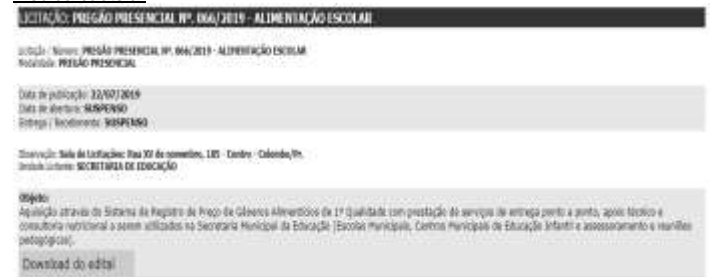 LICITAÇÃO: PREGÃO PRESENCIAL Nº. 066/2019 - ALIMENTAÇÃO ESCOLAR
Licitação / Número: PREGÃO PRESENCIAL Nº. 066/2019 - ALIMENTAÇÃO ESCOLAR
Modalidade: PREGÃO PRESENCIAL
Data de publicação: 22/07/2019
Data de abertura: SUSPENSO
Entrega / Recebimento: SUSPENSO
Observação: Sala de Licitações: Rua XV de novembro, 105 - Centro - Colombo/Pr.
Unidade Licitante: SECRETARIA DE EDUCAÇÃO
Objeto:
Aquisição através do Sistema de Registro de Preço de Gêneros Alimentícios de 1ª Qualidade com prestação de serviços de entrega ponto a ponto, apoio técnico e
consultoria nutricional a serem utilizados na Secretaria Municipal da Educação (Escolas Municipais, Centros Municipais de Educação Infantil e assessoramento e reuniões
pedagógicas).
Download do edital